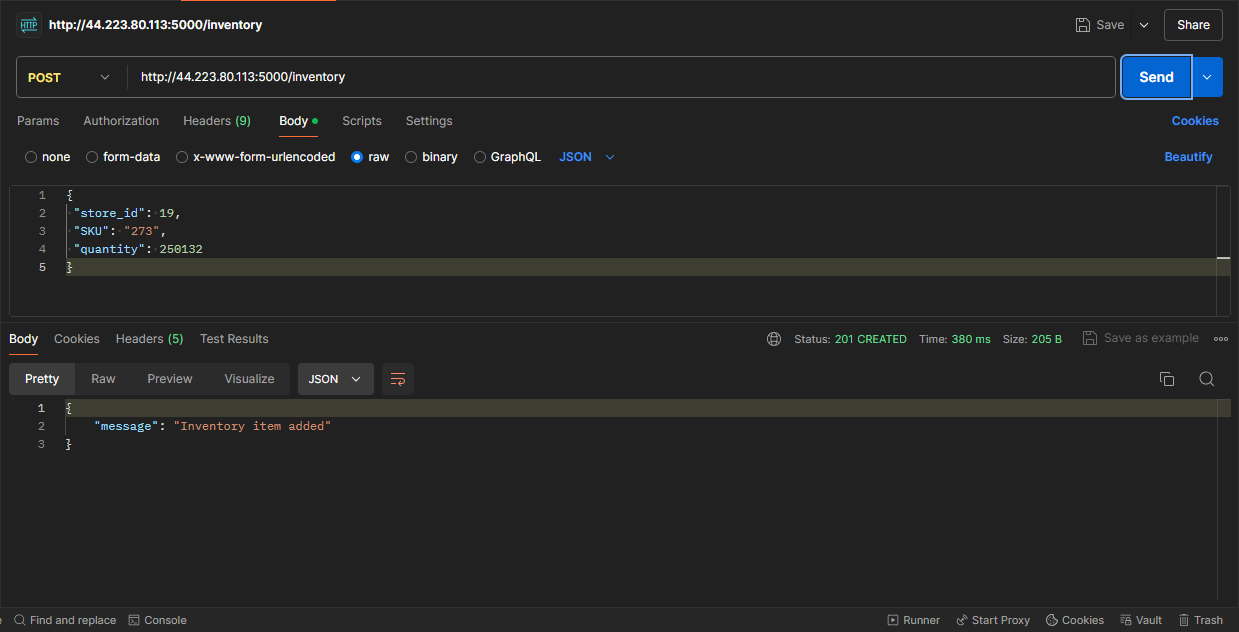 HTTP http://44.223.80.113:5000/inventory Save Share
POST http://44.223.80.113:5000/inventory Send
Params Authorization Headers (9) Body Scripts Settings Cookies
none form-data x-www-form-urlencoded raw binary GraphQL JSON Beautify
1 {
2 "store_id": 19,
3 "SKU": "273",
4 "quantity": 250132
5 }
Body Cookies Headers (5) Test Results Status: 201 CREATED Time: 380 ms Size: 205 B Save as example
Pretty Raw Preview Visualize JSON
1 {
2 "message": "Inventory item added"
3 }
Find and replace Console Runner Start Proxy Cookies Vault Trash